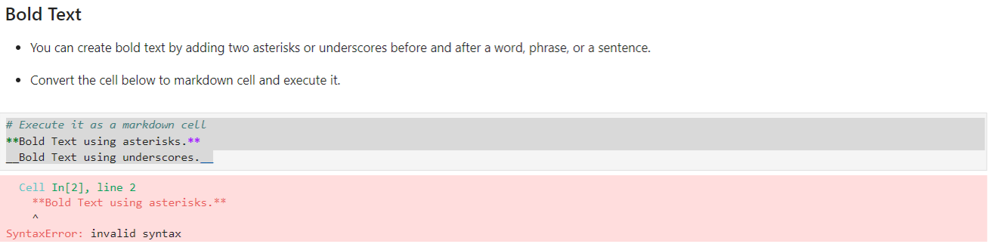 Bold Text
• You can create bold text by adding two asterisks or underscores before and after a word, phrase, or a sentence.
• Convert the cell below to markdown cell and execute it.
# Execute it as a markdown cell
**Bold Text using asterisks.**
__Bold Text using underscores.__
Cell In[2], line 2
**Bold Text using asterisks.**
^
SyntaxError: invalid syntax